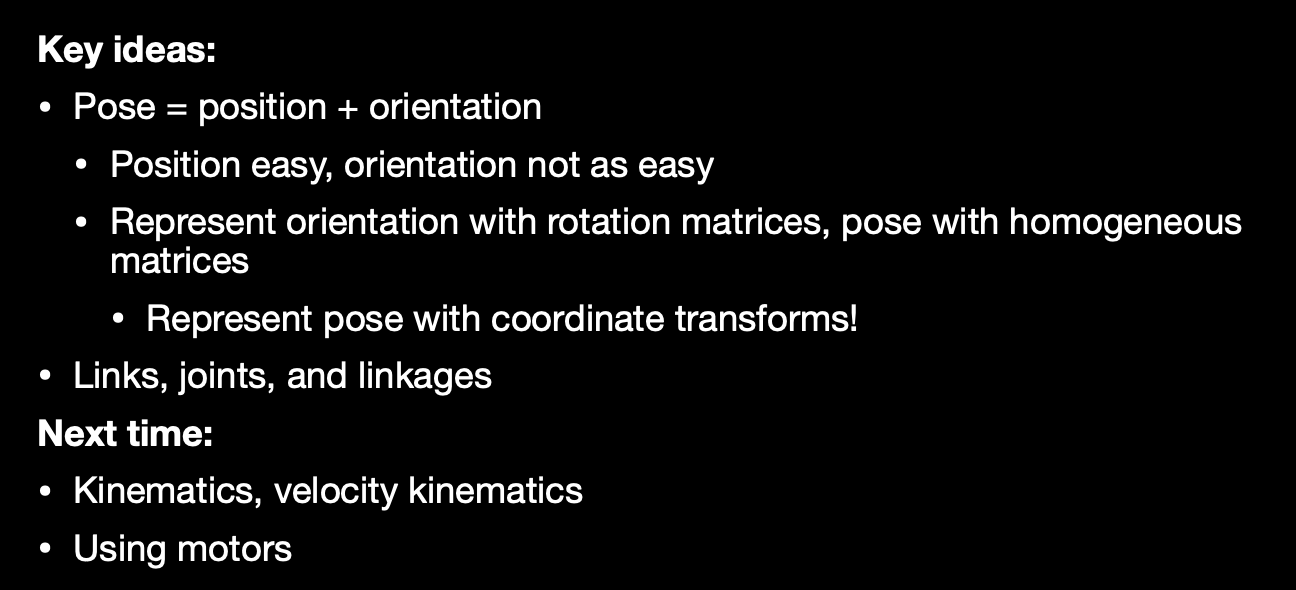 Key ideas:
• Pose = position + orientation
• Position easy, orientation not as easy
• Represent orientation with rotation matrices, pose with homogeneous
matrices
• Represent pose with coordinate transforms!
• Links, joints, and linkages
Next time:
• Kinematics, velocity kinematics
• Using motors